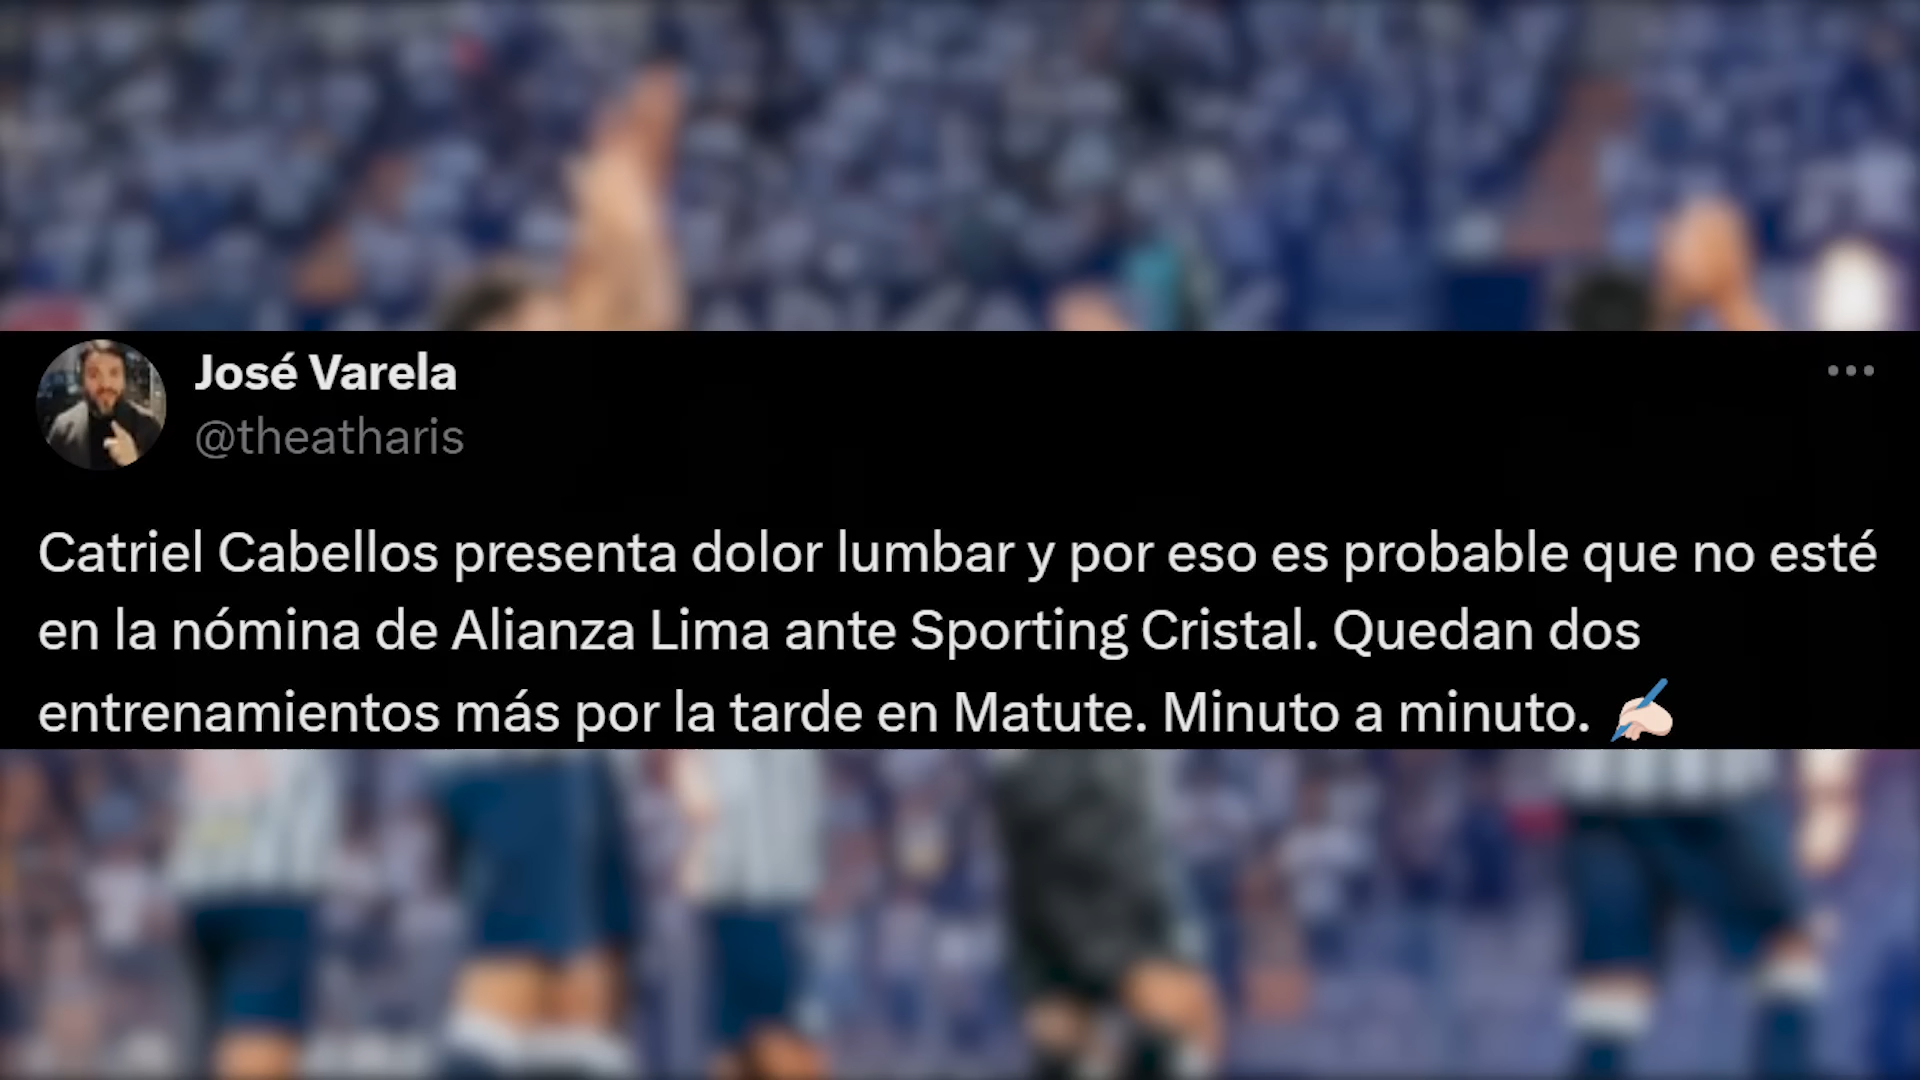 José Varela
@theatharis
Catriel Cabellos presenta dolor lumbar y por eso es probable que no esté
en la nómina de Alianza Lima ante Sporting Cristal. Quedan dos
entrenamientos más por la tarde en Matute. Minuto a minuto. ✍🏻